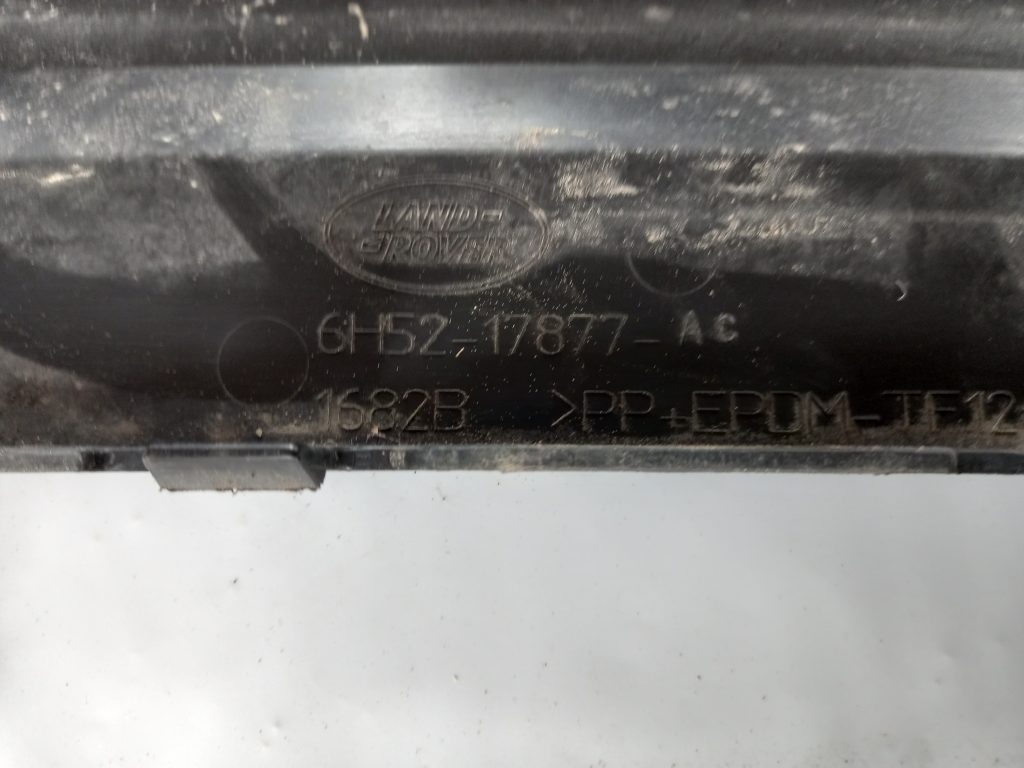 LAND-
-ROVER
6H52-17877-AC
1682B >PP+EPDM-TF12